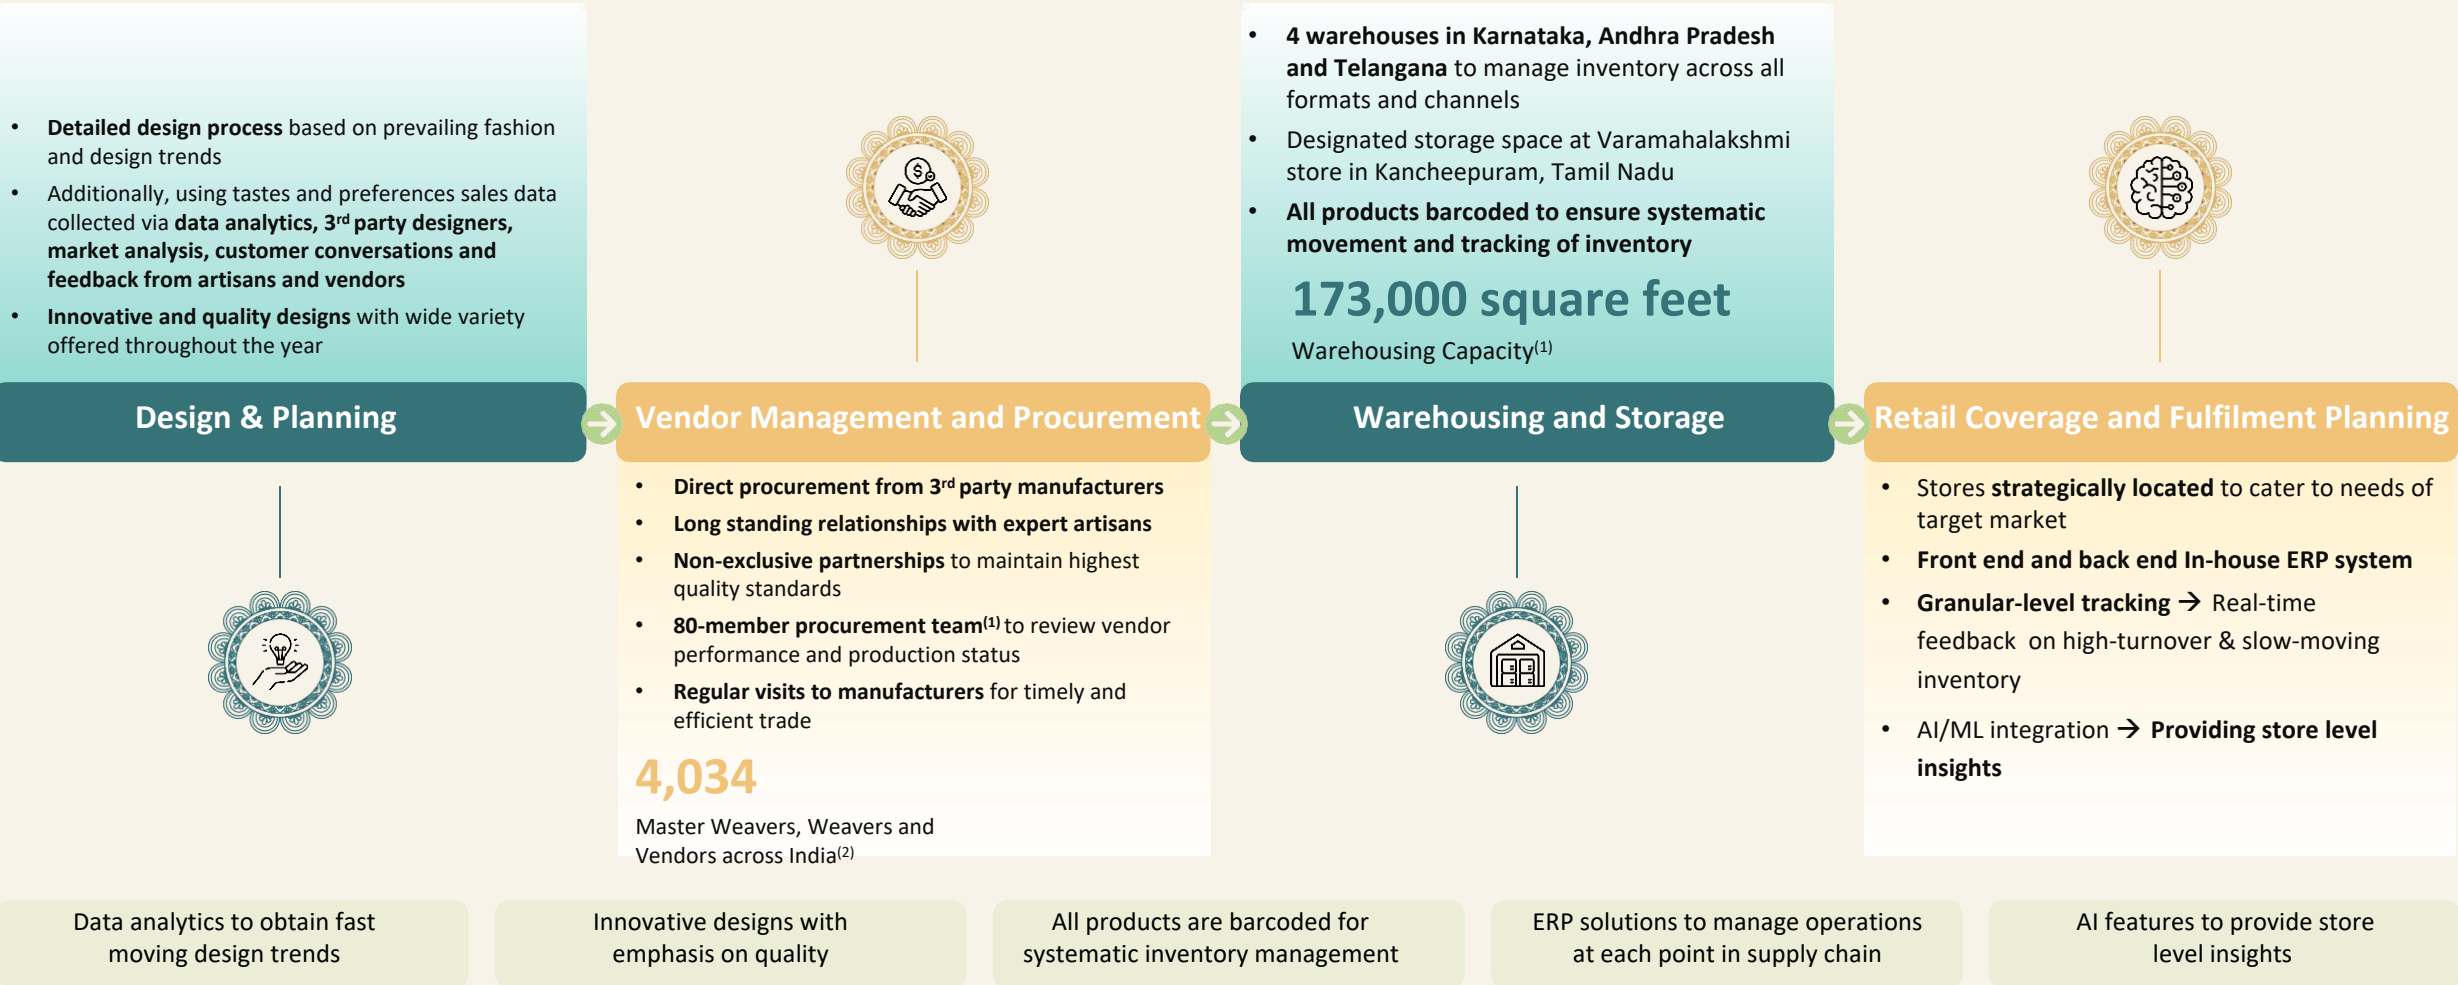 • Detailed design process based on prevailing fashion
and design trends
• Additionally, using tastes and preferences sales data
collected via data analytics, 3rd party designers,
market analysis, customer conversations and
feedback from artisans and vendors
• Innovative and quality designs with wide variety
offered throughout the year
Design & Planning
Vendor Management and Procurement
• Direct procurement from 3rd party manufacturers
• Long standing relationships with expert artisans
• Non-exclusive partnerships to maintain highest
quality standards
• 80-member procurement team(1) to review vendor
performance and production status
• Regular visits to manufacturers for timely and
efficient trade
4,034
Master Weavers, Weavers and
Vendors across India(2)
• 4 warehouses in Karnataka, Andhra Pradesh
and Telangana to manage inventory across all
formats and channels
• Designated storage space at Varamahalakshmi
store in Kancheepuram, Tamil Nadu
• All products barcoded to ensure systematic
movement and tracking of inventory
173,000 square feet
Warehousing Capacity(1)
Warehousing and Storage
Retail Coverage and Fulfilment Planning
• Stores strategically located to cater to needs of
target market
• Front end and back end In-house ERP system
• Granular-level tracking → Real-time
feedback on high-turnover & slow-moving
inventory
• AI/ML integration → Providing store level
insights
Data analytics to obtain fast
moving design trends
Innovative designs with
emphasis on quality
All products are barcoded for
systematic inventory management
ERP solutions to manage operations
at each point in supply chain
AI features to provide store
level insights